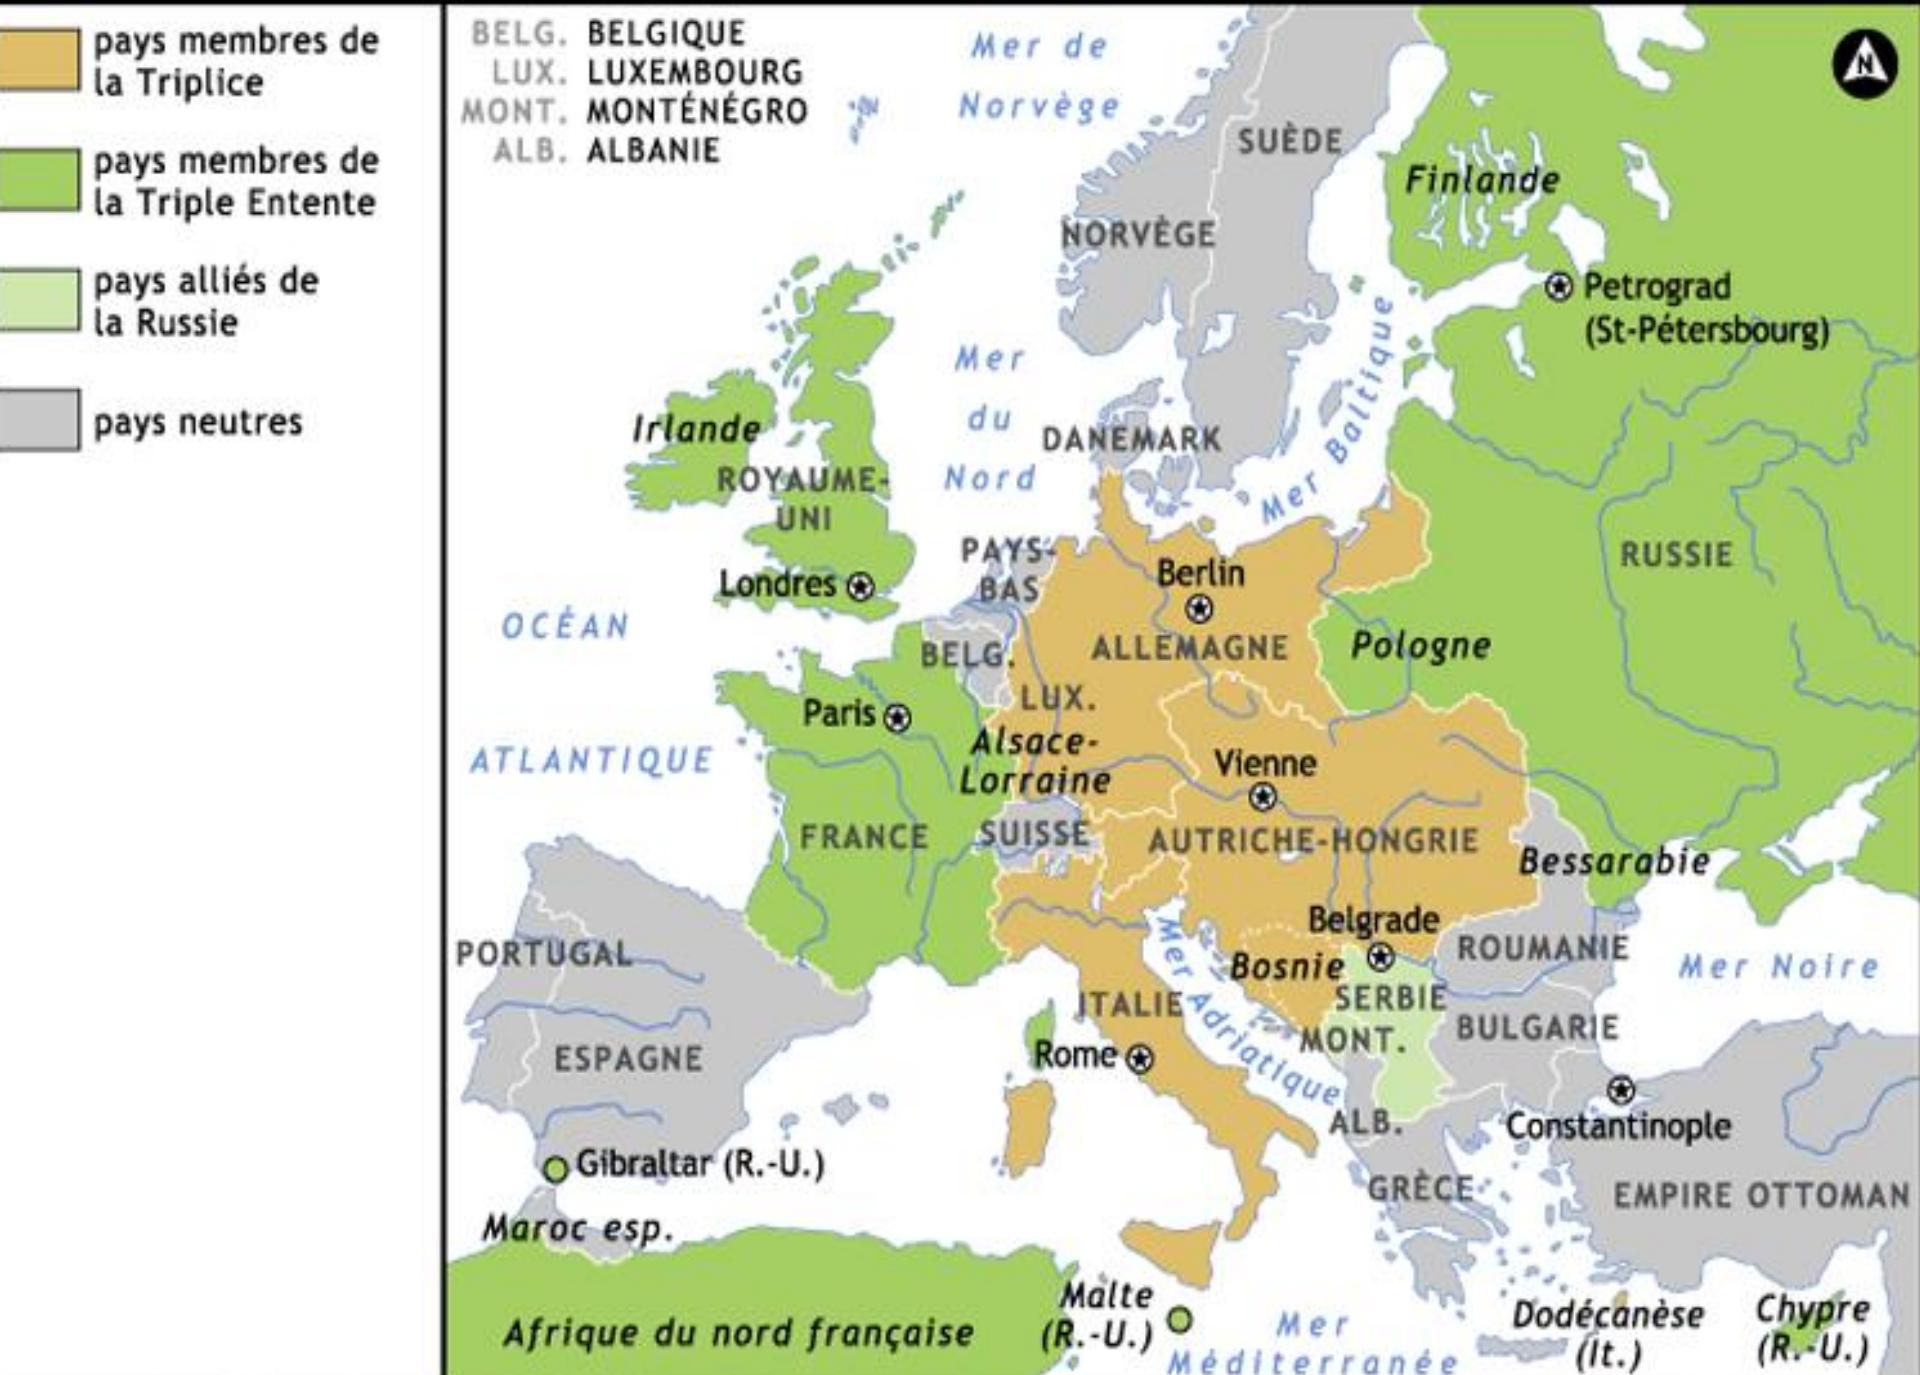 pays membres de
la Triplice
pays membres de
la Triple Entente
pays alliés de
la Russie
pays neutres
BELG. BELGIQUE
LUX. LUXEMBOURG
MONT. MONTÉNÉGRO
ALB. ALBANIE
Mer de
Norvège
N
SUÈDE
Finlande
NORVÈGE
Petrograd
(St-Pétersbourg)
Mer
du
Nord
Mer Baltique
Irlande
DANEMARK
ROYAUME-
UNI
PAYS-
BAS
Londres
Berlin
RUSSIE
OCÉAN
ATLANTIQUE
BELG.
ALLEMAGNE
Pologne
LUX.
Paris
Alsace-
Lorraine
Vienne
FRANCE
SUISSE
AUTRICHE-HONGRIE
Bessarabie
Belgrade
PORTUGAL
Mer Adriatique
Bosnie
ROUMANIE
Mer Noire
ITALIE
SERBIE
MONT.
BULGARIE
ESPAGNE
Rome
ALB.
Constantinople
Gibraltar (R.-U.)
GRÈCE
EMPIRE OTTOMAN
Maroc esp.
Afrique du nord française
Malte
(R.-U.)
Mer
Méditerranée
Dodécanèse
(It.)
Chypre
(R.-U.)